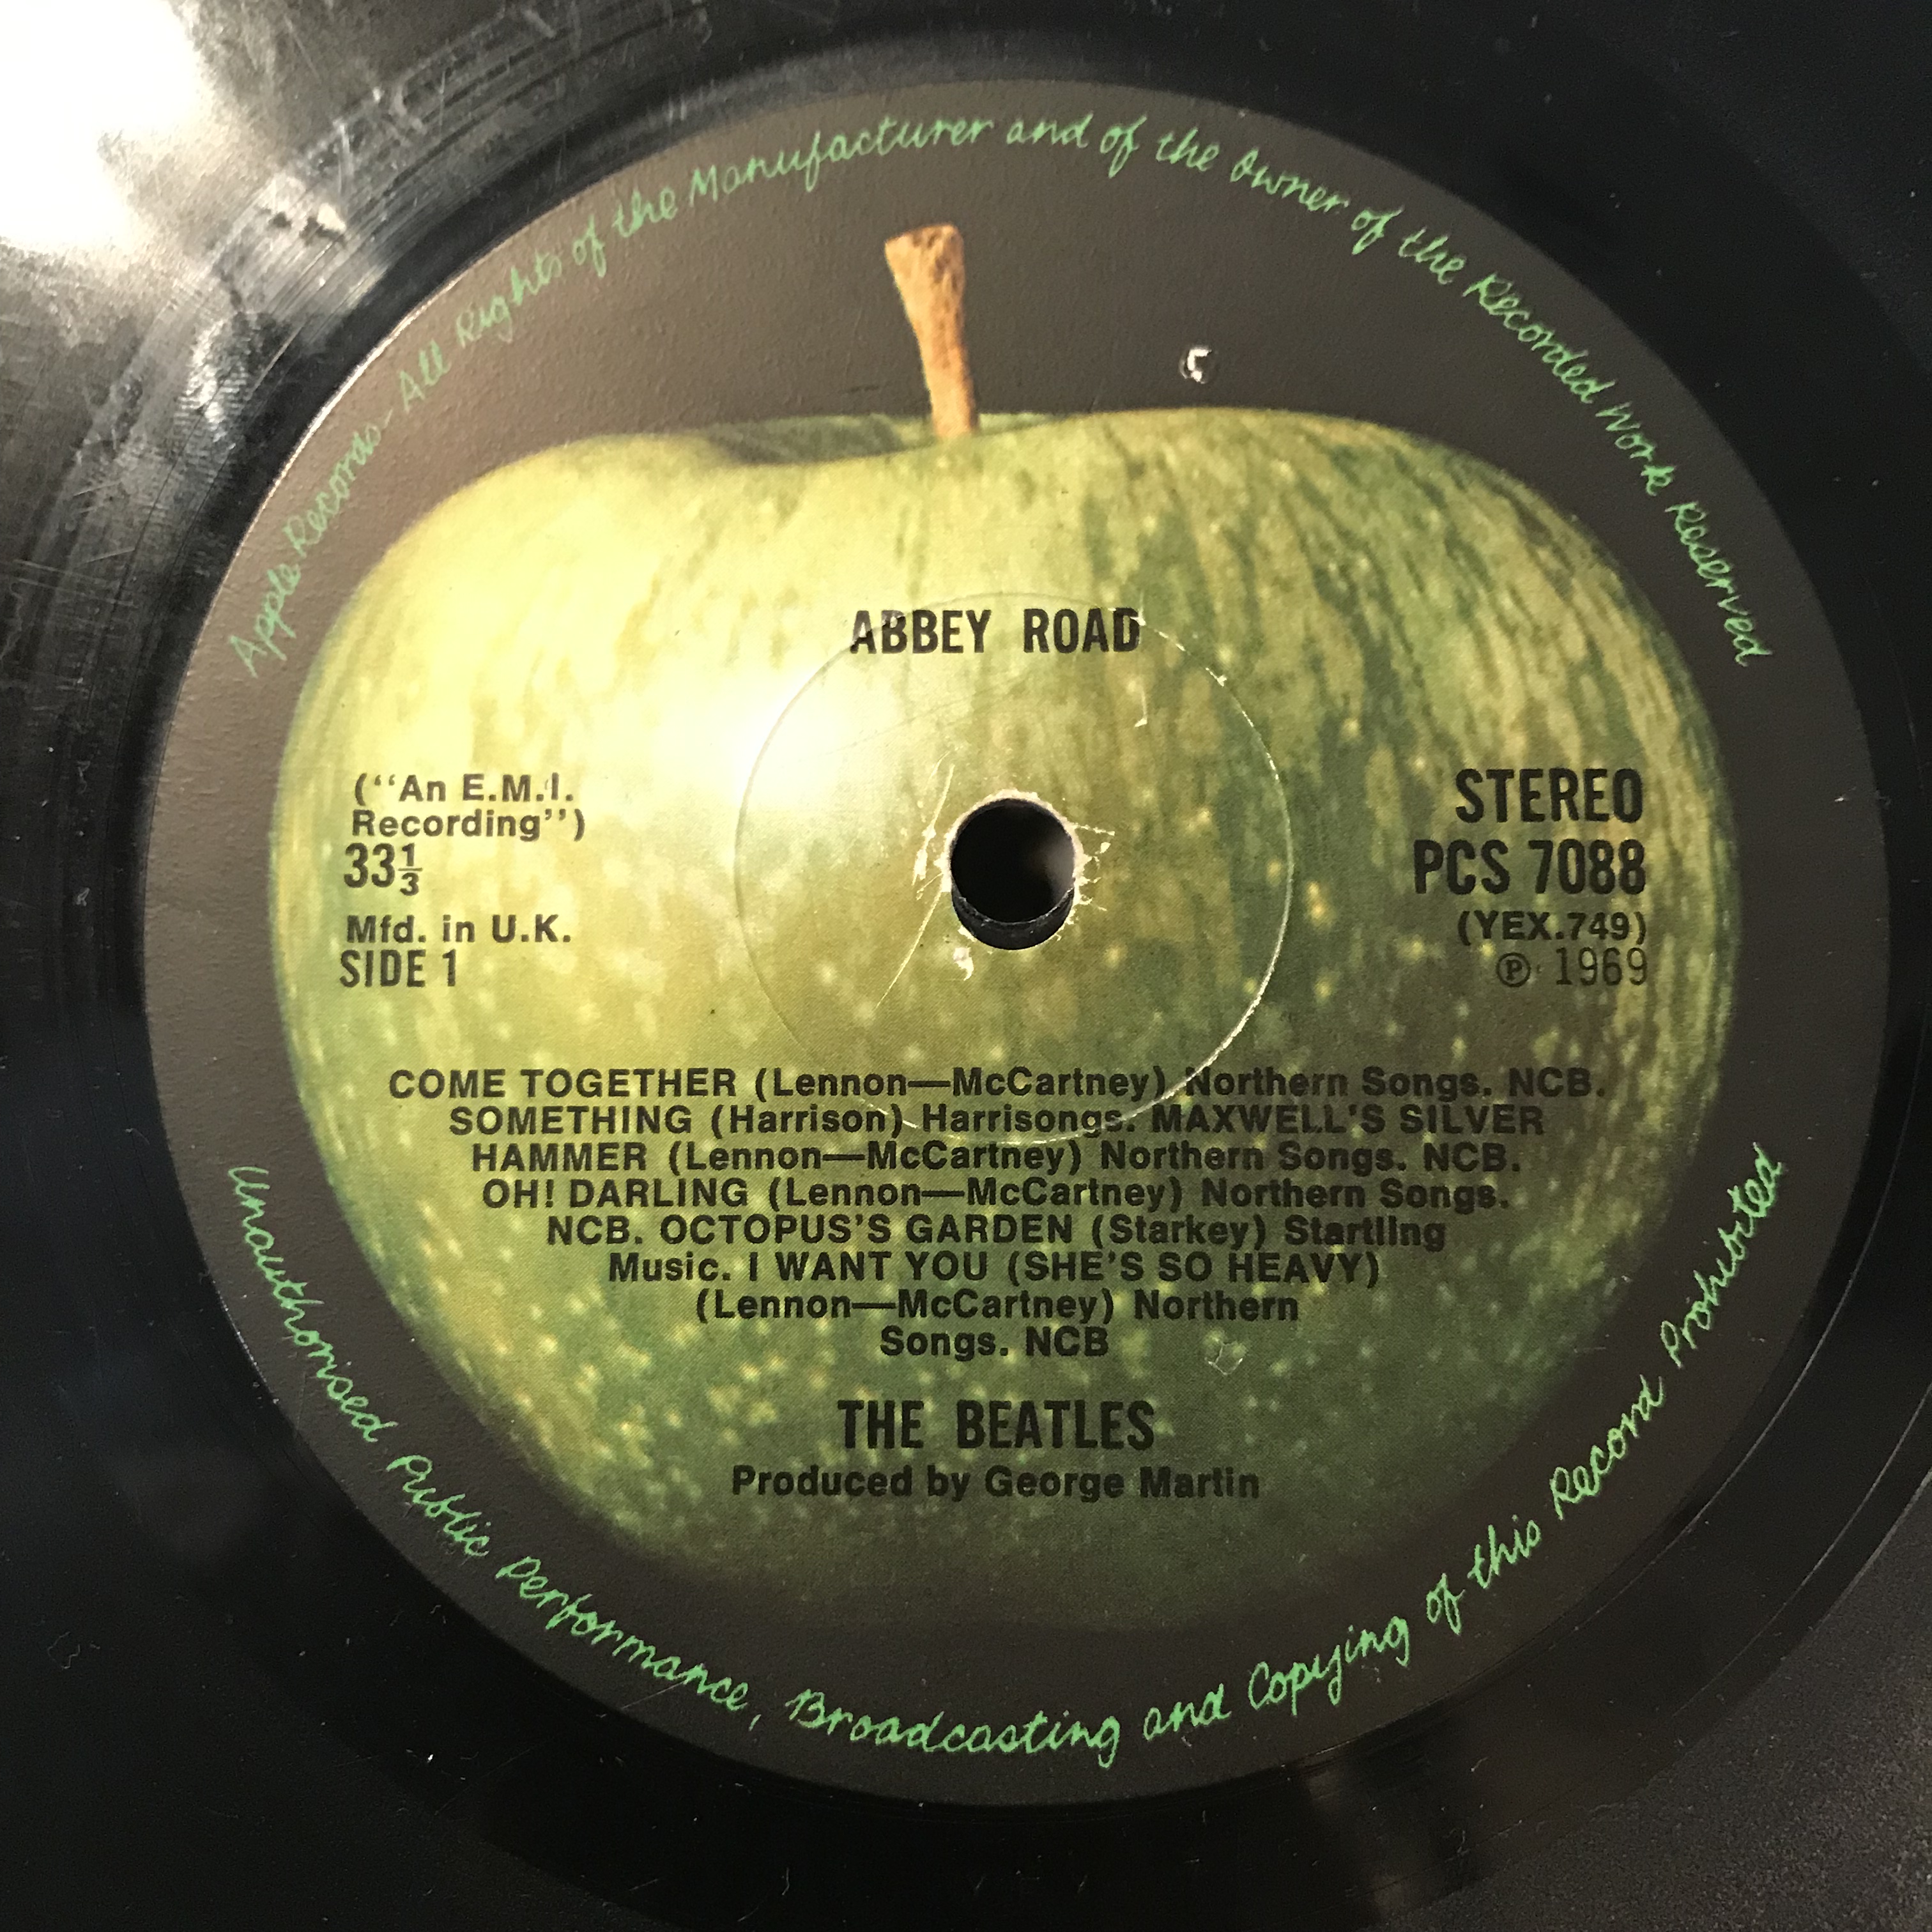 Apple Records - All Rights of the Manufacturer and of the Owner of the Recorded Work Reserved
ABBEY ROAD
(“An E.M.I.
Recording”)
33⅓
Mfd. in U.K.
SIDE 1
STEREO
PCS 7088
(YEX.749)
℗ 1969
COME TOGETHER (Lennon—McCartney) Northern Songs. NCB.
SOMETHING (Harrison) Harrisongs. MAXWELL'S SILVER
HAMMER (Lennon—McCartney) Northern Songs. NCB.
OH! DARLING (Lennon—McCartney) Northern Songs.
NCB. OCTOPUS'S GARDEN (Starkey) Startling
Music. I WANT YOU (SHE'S SO HEAVY)
(Lennon—McCartney) Northern
Songs. NCB
THE BEATLES
Produced by George Martin
Unauthorised Public Performance, Broadcasting and Copying of this Record Prohibited